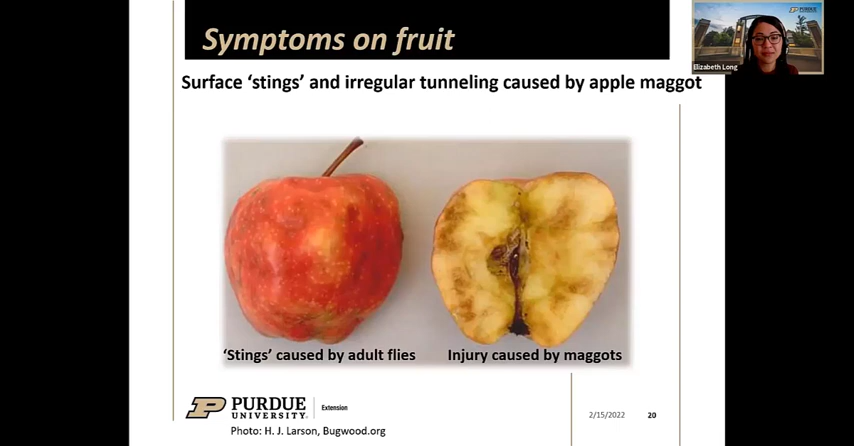 Symptoms on fruit
PURDUE
Elizabeth Long
Surface ‘stings’ and irregular tunneling caused by apple maggot
‘Stings’ caused by adult flies
Injury caused by maggots
PURDUE
UNIVERSITY
Extension
2/15/2022
20
Photo: H. J. Larson, Bugwood.org